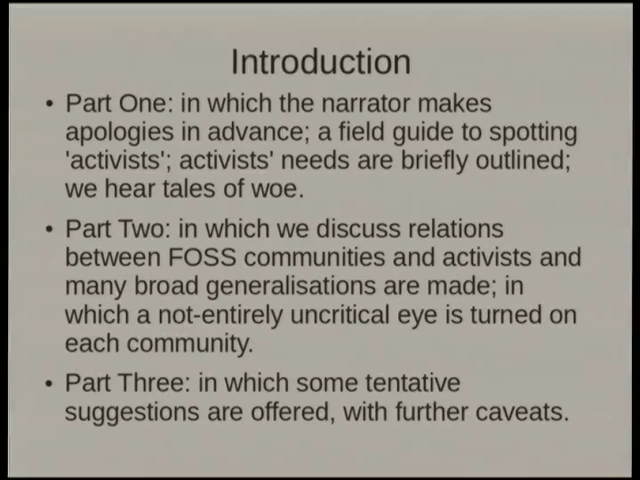 Introduction
• Part One: in which the narrator makes
apologies in advance; a field guide to spotting
'activists'; activists' needs are briefly outlined;
we hear tales of woe.
• Part Two: in which we discuss relations
between FOSS communities and activists and
many broad generalisations are made; in
which a not-entirely uncritical eye is turned on
each community.
• Part Three: in which some tentative
suggestions are offered, with further caveats.